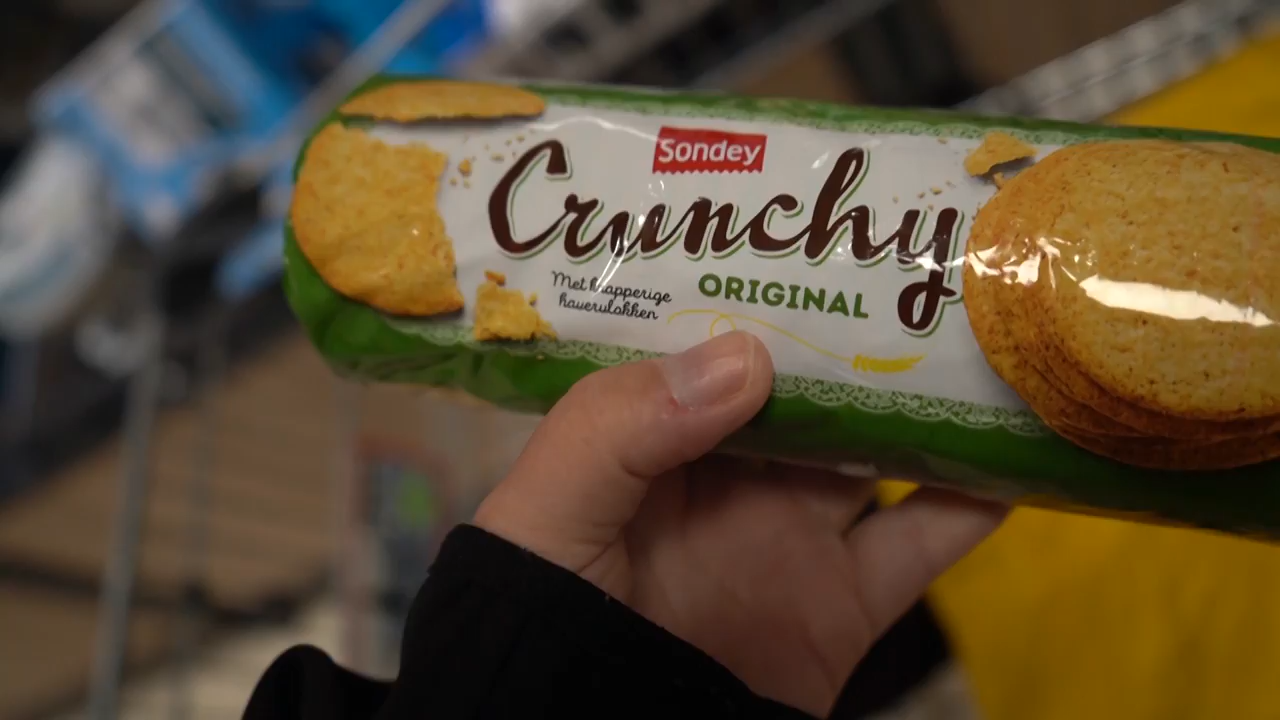 Sondey
Crunchy
ORIGINAL
Met knapperige
havervlokken